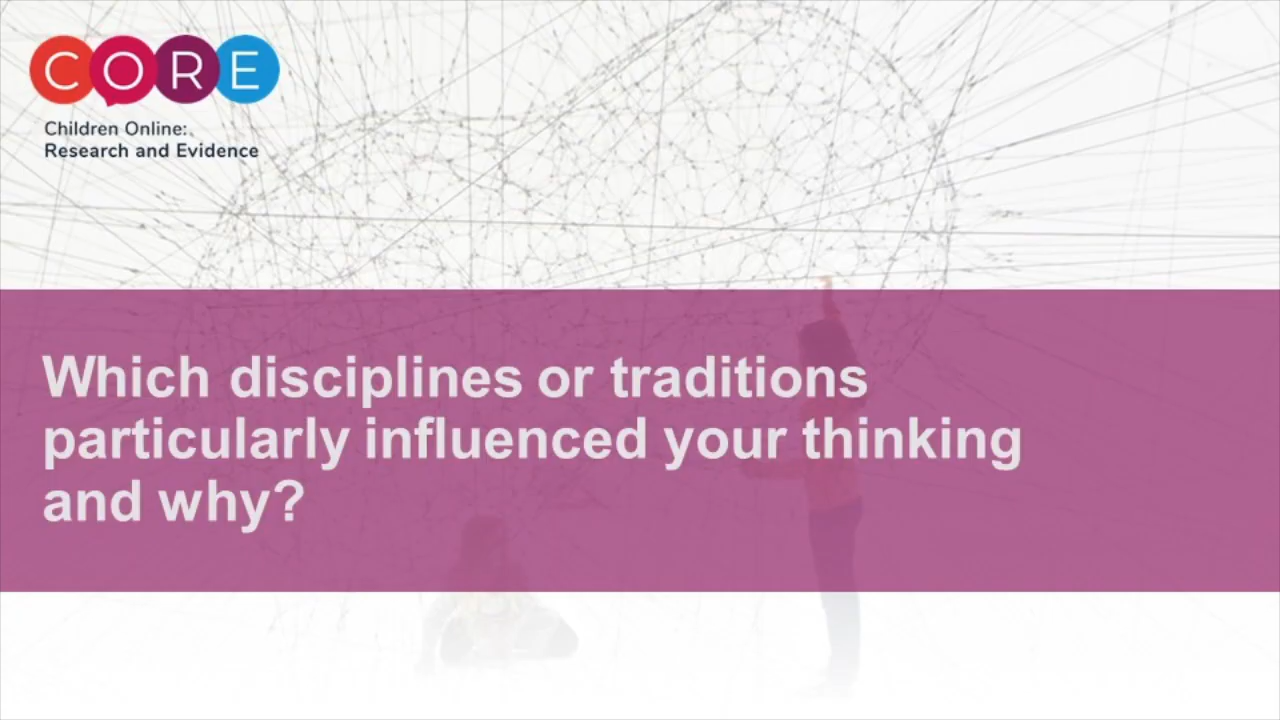 CORE
Children Online:
Research and Evidence
Which disciplines or traditions
particularly influenced your thinking
and why?